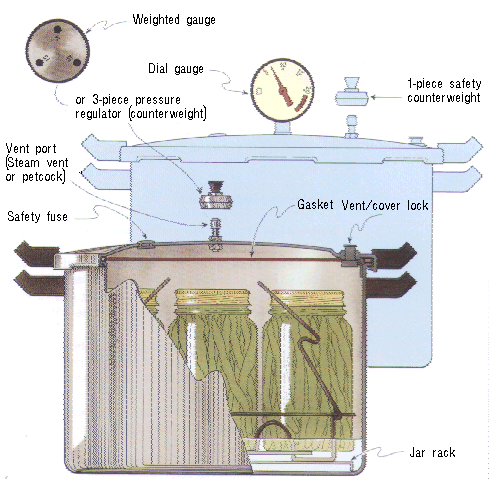 Weighted gauge
Dial gauge
1-piece safety
counterweight
or 3-piece pressure
regulator (counterweight)
Vent port
(Steam vent
or petcock)
Gasket
Vent/cover lock
Safety fuse
Jar rack